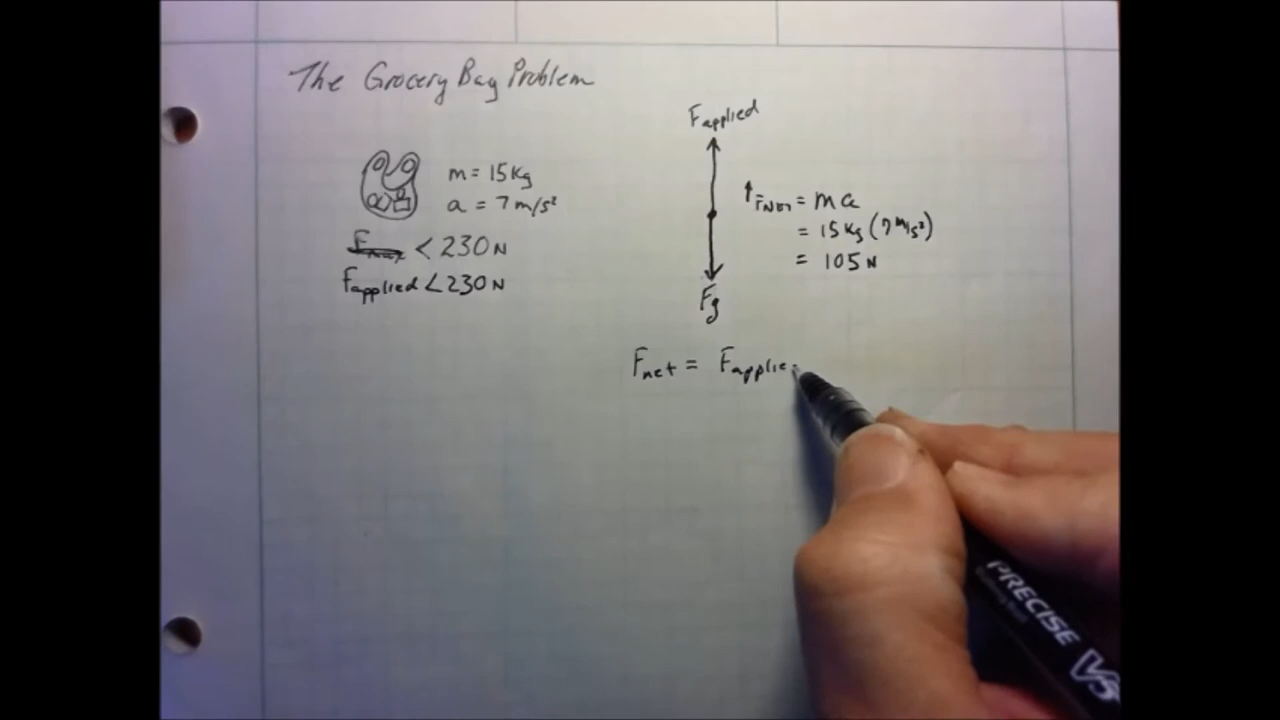 The Grocery Bag Problem
m = 15 Kg
a = 7 m/s²
< 230 N
Fapplied < 230 N
Fapplied
Fg
↑ FNET = ma
= 15 Kg (7 m/s²)
= 105 N
Fnet = Fapplie
PRECISE V5